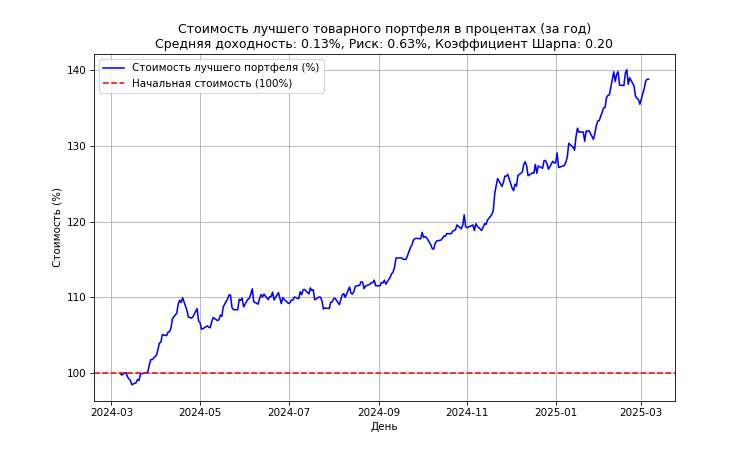 Стоимость лучшего товарного портфеля в процентах (за год)
Средняя доходность: 0.13%, Риск: 0.63%, Коэффициент Шарпа: 0.20
Стоимость лучшего портфеля (%)
Начальная стоимость (100%)
Стоимость (%)
140
130
120
110
100
2024-03 2024-05 2024-07 2024-09 2024-11 2025-01 2025-03
День